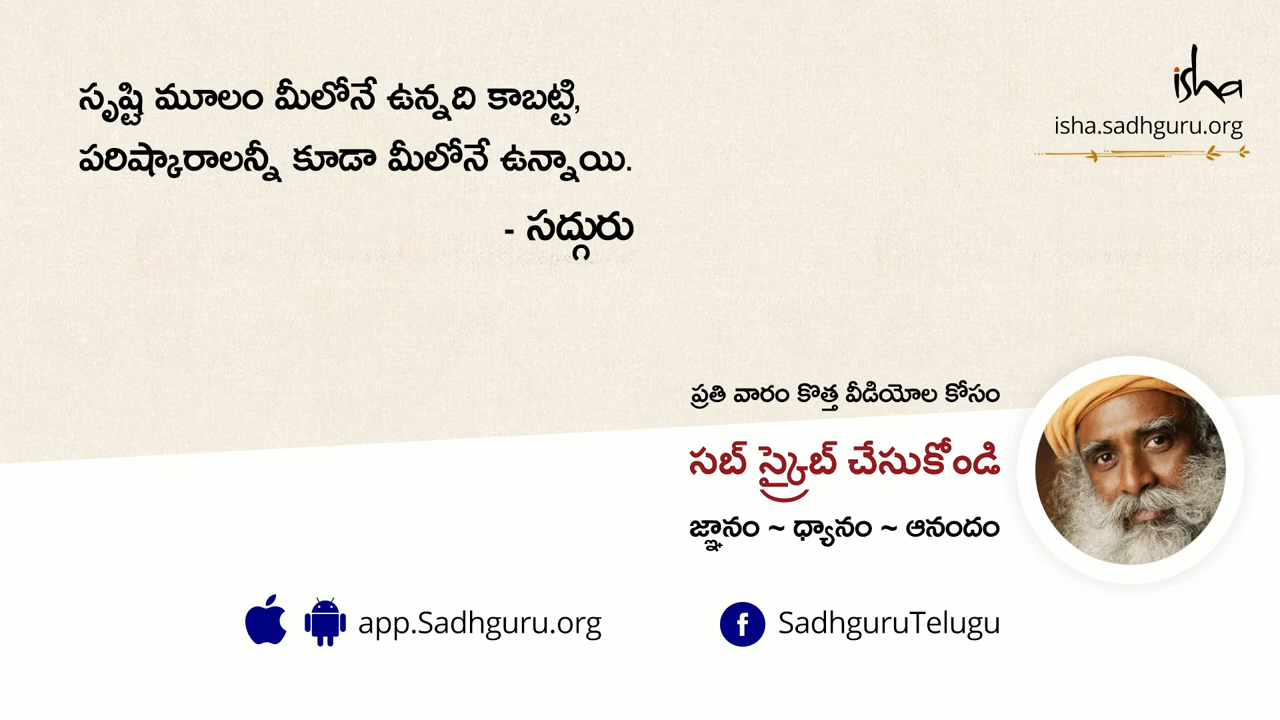 సృష్టి మూలం మీలోనే ఉన్నది కాబట్టి,
పరిష్కారాలన్నీ కూడా మీలోనే ఉన్నాయి.
- సద్గురు
isha
isha.sadhguru.org
ప్రతి వారం కొత్త వీడియోల కోసం
సబ్ స్క్రైబ్ చేసుకోండి
జ్ఞానం ~ ధ్యానం ~ ఆనందం
app.Sadhguru.org
SadhguruTelugu